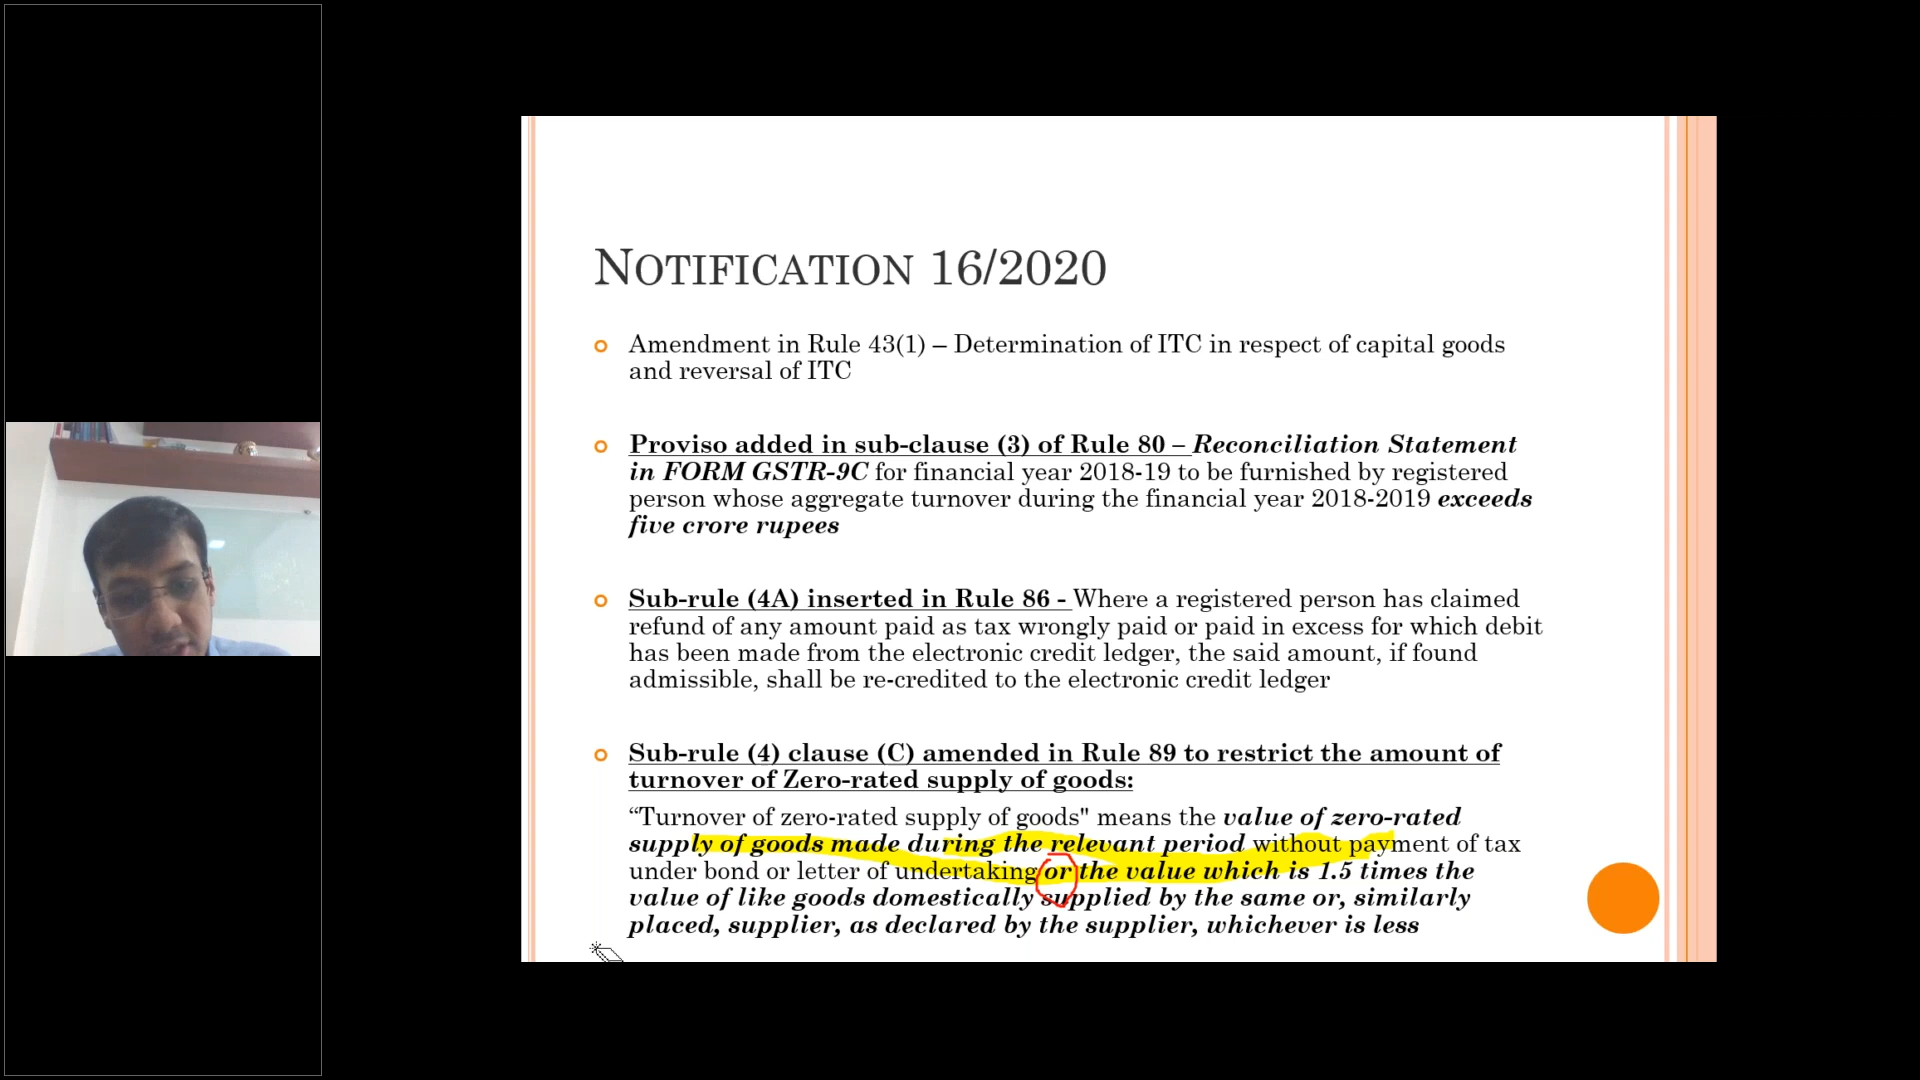 NOTIFICATION 16/2020
Amendment in Rule 43(1) – Determination of ITC in respect of capital goods
and reversal of ITC
Proviso added in sub-clause (3) of Rule 80 – Reconciliation Statement
in FORM GSTR-9C for financial year 2018-19 to be furnished by registered
person whose aggregate turnover during the financial year 2018-2019 exceeds
five crore rupees
Sub-rule (4A) inserted in Rule 86 - Where a registered person has claimed
refund of any amount paid as tax wrongly paid or paid in excess for which debit
has been made from the electronic credit ledger, the said amount, if found
admissible, shall be re-credited to the electronic credit ledger
Sub-rule (4) clause (C) amended in Rule 89 to restrict the amount of
turnover of Zero-rated supply of goods:
“Turnover of zero-rated supply of goods" means the value of zero-rated
supply of goods made during the relevant period without payment of tax
under bond or letter of undertaking or the value which is 1.5 times the
value of like goods domestically supplied by the same or, similarly
placed, supplier, as declared by the supplier, whichever is less